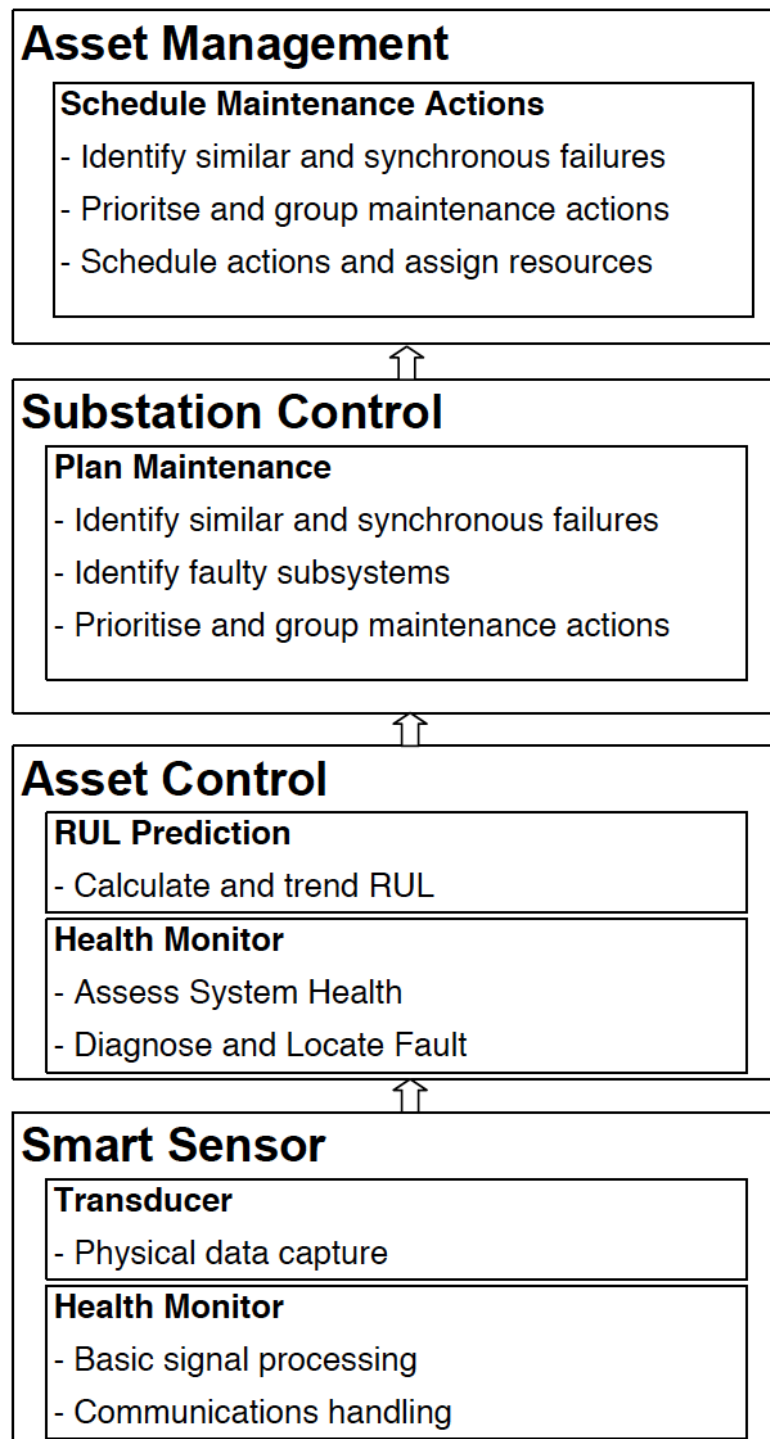 Asset Management
Schedule Maintenance Actions
- Identify similar and synchronous failures
- Prioritse and group maintenance actions
- Schedule actions and assign resources
Substation Control
Plan Maintenance
- Identify similar and synchronous failures
- Identify faulty subsystems
- Prioritise and group maintenance actions
Asset Control
RUL Prediction
- Calculate and trend RUL
Health Monitor
- Assess System Health
- Diagnose and Locate Fault
Smart Sensor
Transducer
- Physical data capture
Health Monitor
- Basic signal processing
- Communications handling